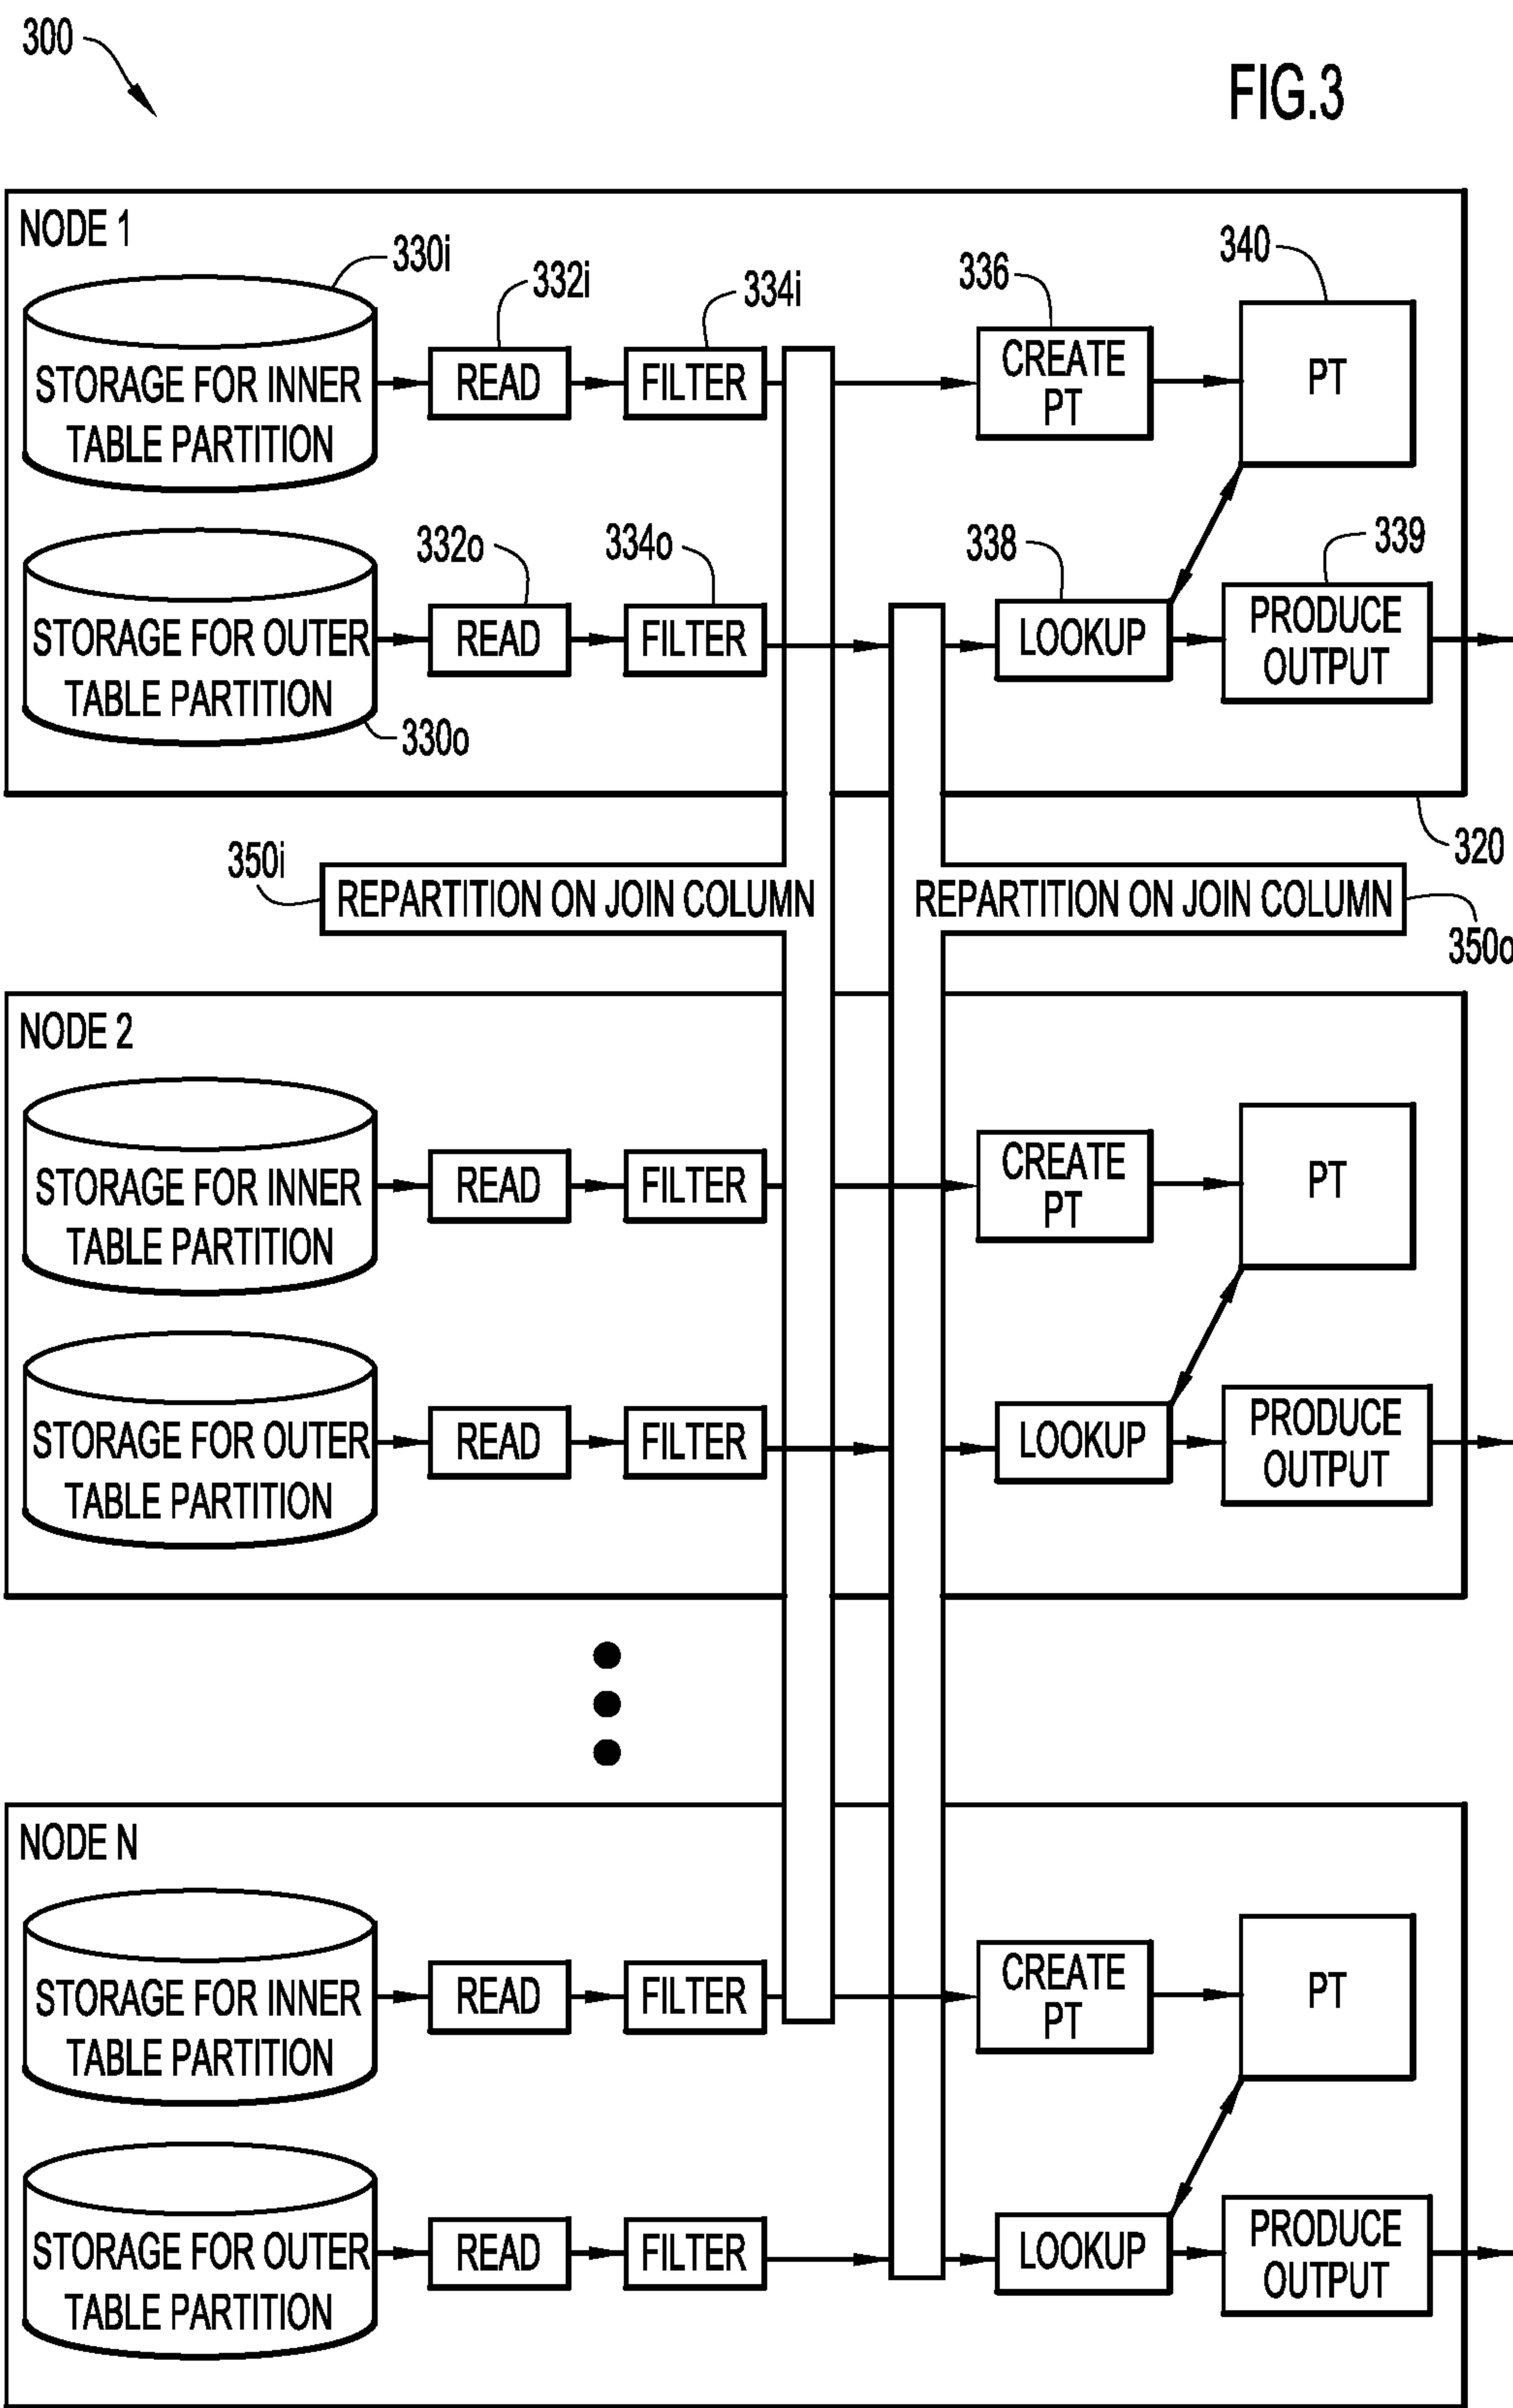 300
FIG.3
NODE 1
330i
332i
334i
336
340
STORAGE FOR INNER
TABLE PARTITION
READ
FILTER
CREATE
PT
PT
332o
334o
338
339
STORAGE FOR OUTER
TABLE PARTITION
READ
FILTER
LOOKUP
PRODUCE
OUTPUT
330o
320
350i
REPARTITION ON JOIN COLUMN
REPARTITION ON JOIN COLUMN
350o
NODE 2
STORAGE FOR INNER
TABLE PARTITION
READ
FILTER
CREATE
PT
PT
STORAGE FOR OUTER
TABLE PARTITION
READ
FILTER
LOOKUP
PRODUCE
OUTPUT
NODE N
STORAGE FOR INNER
TABLE PARTITION
READ
FILTER
CREATE
PT
PT
STORAGE FOR OUTER
TABLE PARTITION
READ
FILTER
LOOKUP
PRODUCE
OUTPUT